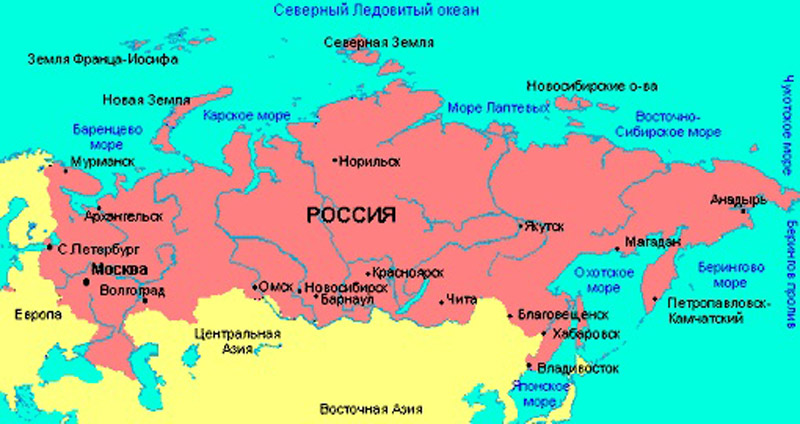 Северный Ледовитый океан
Северная Земля
Земля Франца-Иосифа
Новосибирские о-ва
Новая Земля
Карское море
Море Лаптевых
Восточно-
Сибирское море
Чукотское море
Баренцево
море
Мурманск
Норильск
Анадырь
Архангельск
РОССИЯ
Якутск
С.Петербург
Магадан
Берингов пролив
Москва
Красноярск
Охотское
море
Берингово
море
Волгоград
Омск
Новосибирск
Барнаул
Чита
Петропавловск-
Камчатский
Европа
Благовещенск
Центральная
Азия
Хабаровск
Владивосток
Японское
море
Восточная Азия